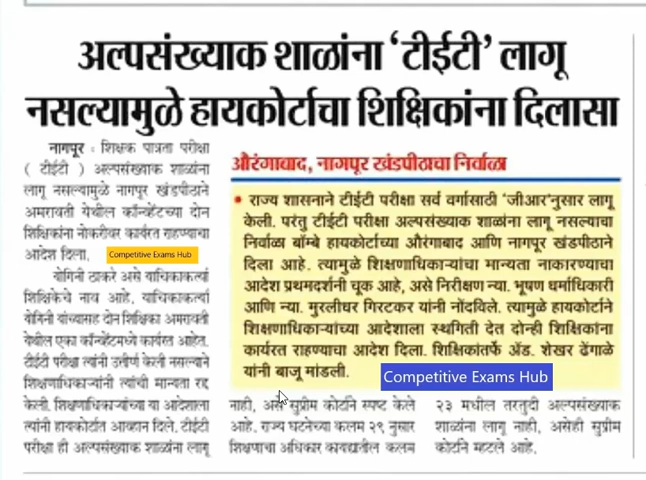 अल्पसंख्याक शाळांना ‘टीईटी’ लागू
नसल्यामुळे हायकोर्टाचा शिक्षिकांना दिलासा
नागपूर : शिक्षक पात्रता परीक्षा
( टीईटी ) अल्पसंख्याक शाळांना
लागू नसल्यामुळे नागपूर खंडपीठाने
अमरावती येथील कॉन्व्हेंटच्या दोन
शिक्षिकांना नोकरीवर कार्यरत राहण्याचा
आदेश दिला.
Competitive Exams Hub
योगिनी ठाकरे असे याचिकाकर्त्या
शिक्षिकेचे नाव आहे. याचिकाकर्त्या
योगिनी यांच्यासह दोन शिक्षिका अमरावती
येथील एका कॉन्व्हेंटमध्ये कार्यरत आहेत.
टीईटी परीक्षा त्यांनी उत्तीर्ण केली नसल्याने
शिक्षणाधिकाऱ्यांनी त्यांची मान्यता रद्द
केली. शिक्षणाधिकाऱ्यांच्या या आदेशाला
त्यांनी हायकोर्टात आव्हान दिले. टीईटी
परीक्षा ही अल्पसंख्याक शाळांना लागू
औरंगाबाद, नागपूर खंडपीठाचा निर्वाळा
• राज्य शासनाने टीईटी परीक्षा सर्व वर्गासाठी ‘जीआर’नुसार लागू
केली. परंतु टीईटी परीक्षा अल्पसंख्याक शाळांना लागू नसल्याचा
निर्वाळा बॉम्बे हायकोर्टाच्या औरंगाबाद आणि नागपूर खंडपीठाने
दिला आहे. त्यामुळे शिक्षणाधिकाऱ्यांचा मान्यता नाकारण्याचा
आदेश प्रथमदर्शनी चूक आहे, असे निरीक्षण न्या. भूषण धर्माधिकारी
आणि न्या. मुरलीधर गिरटकर यांनी नोंदविले. त्यामुळे हायकोर्टाने
शिक्षणाधिकाऱ्यांच्या आदेशाला स्थगिती देत दोन्ही शिक्षिकांना
कार्यरत राहण्याचा आदेश दिला. शिक्षिकांतर्फे अ‍ॅड. शेखर ढेंगाळे
यांनी बाजू मांडली.
Competitive Exams Hub
नाही, असे सुप्रीम कोर्टाने स्पष्ट केले
आहे. राज्य घटनेच्या कलम २९ नुसार
शिक्षणाचा अधिकार कायद्यातील कलम
२३ मधील तरतुदी अल्पसंख्याक
शाळांना लागू नाही, असेही सुप्रीम
कोर्टाने म्हटले आहे.